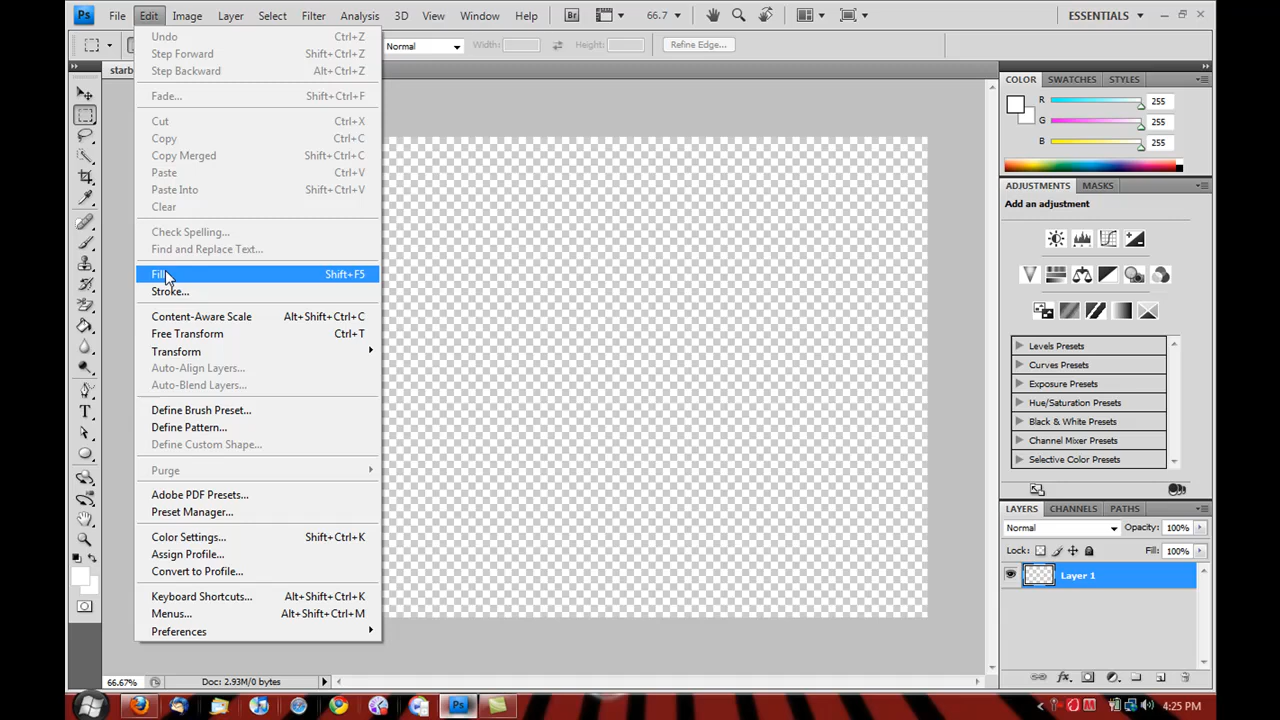 Ps File Edit Image Layer Select Filter Analysis 3D View Window Help Br 66.7 ESSENTIALS
Normal Width: Height: Refine Edge...
starb
Undo Ctrl+Z
Step Forward Shift+Ctrl+Z
Step Backward Alt+Ctrl+Z
Fade... Shift+Ctrl+F
Cut Ctrl+X
Copy Ctrl+C
Copy Merged Shift+Ctrl+C
Paste Ctrl+V
Paste Into Shift+Ctrl+V
Clear
Check Spelling...
Find and Replace Text...
Fill Shift+F5
Stroke...
Content-Aware Scale Alt+Shift+Ctrl+C
Free Transform Ctrl+T
Transform
Auto-Align Layers...
Auto-Blend Layers...
Define Brush Preset...
Define Pattern...
Define Custom Shape...
Purge
Adobe PDF Presets...
Preset Manager...
Color Settings... Shift+Ctrl+K
Assign Profile...
Convert to Profile...
Keyboard Shortcuts... Alt+Shift+Ctrl+K
Menus... Alt+Shift+Ctrl+M
Preferences
COLOR SWATCHES STYLES
R 255
G 255
B 255
ADJUSTMENTS MASKS
Add an adjustment
Levels Presets
Curves Presets
Exposure Presets
Hue/Saturation Presets
Black & White Presets
Channel Mixer Presets
Selective Color Presets
LAYERS CHANNELS PATHS
Normal Opacity: 100%
Lock: Fill: 100%
Layer 1
66.67% Doc: 2.93M/0 bytes
Ps 4:25 PM